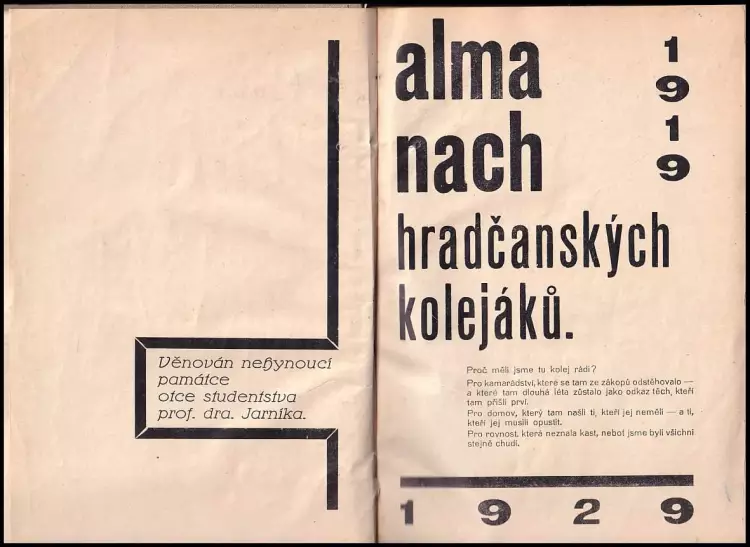 Věnován nehynoucí
památce
otce studentstva
prof. dra. Jarníka.
alma
nach
hradčanských
kolejáků.
1
9
1
9
Proč měli jsme tu kolej rádi?
Pro kamarádství, které se tam ze zákopů odstěhovalo —
a které tam dlouhá léta zůstalo jako odkaz těch, kteří
tam přišli prví.
Pro domov, který tam našli ti, kteří jej neměli — a ti,
kteří jej musili opustit.
Pro rovnost, která neznala kast, neboť jsme byli všichni
stejně chudí.
1 9 2 9